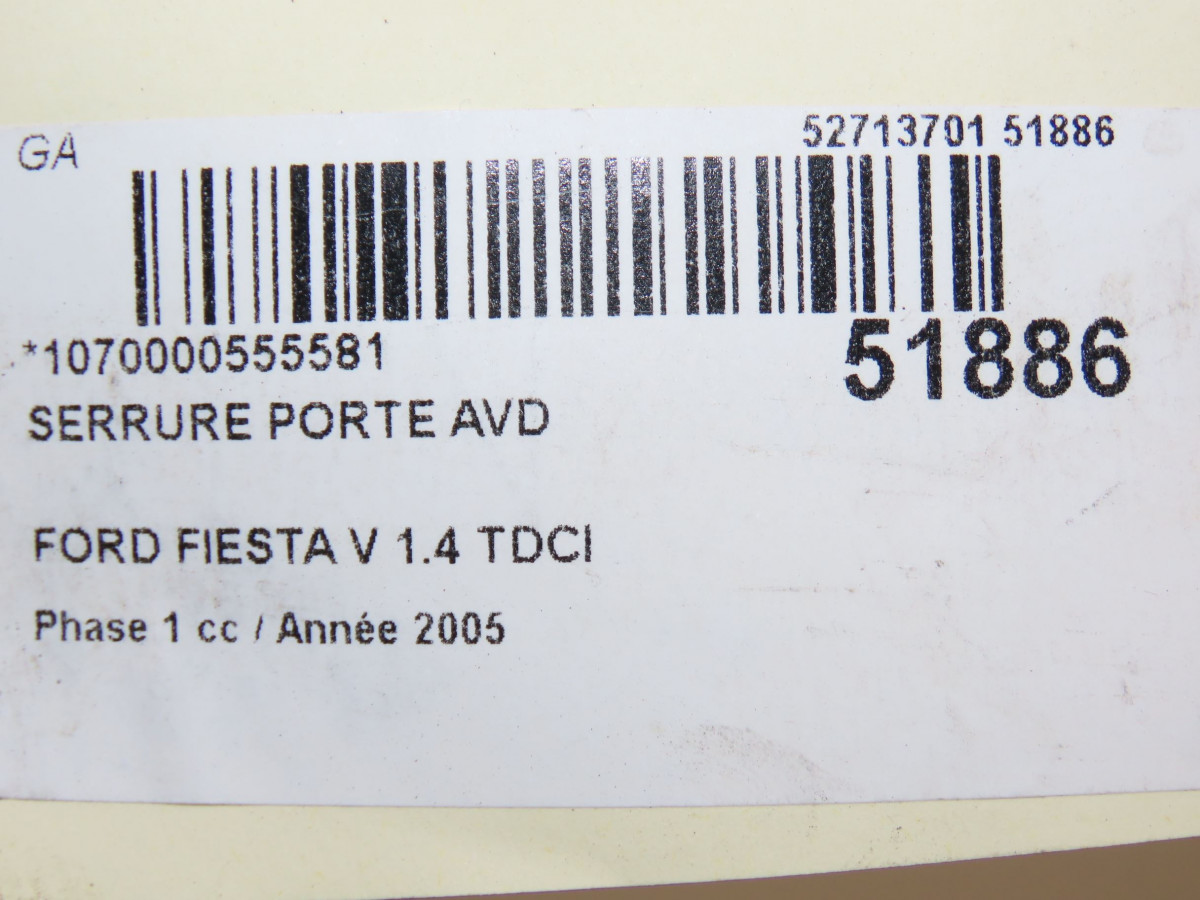 GA
52713701 51886
*1070000555581
51886
SERRURE PORTE AVD
FORD FIESTA V 1.4 TDCI
Phase 1 cc / Année 2005